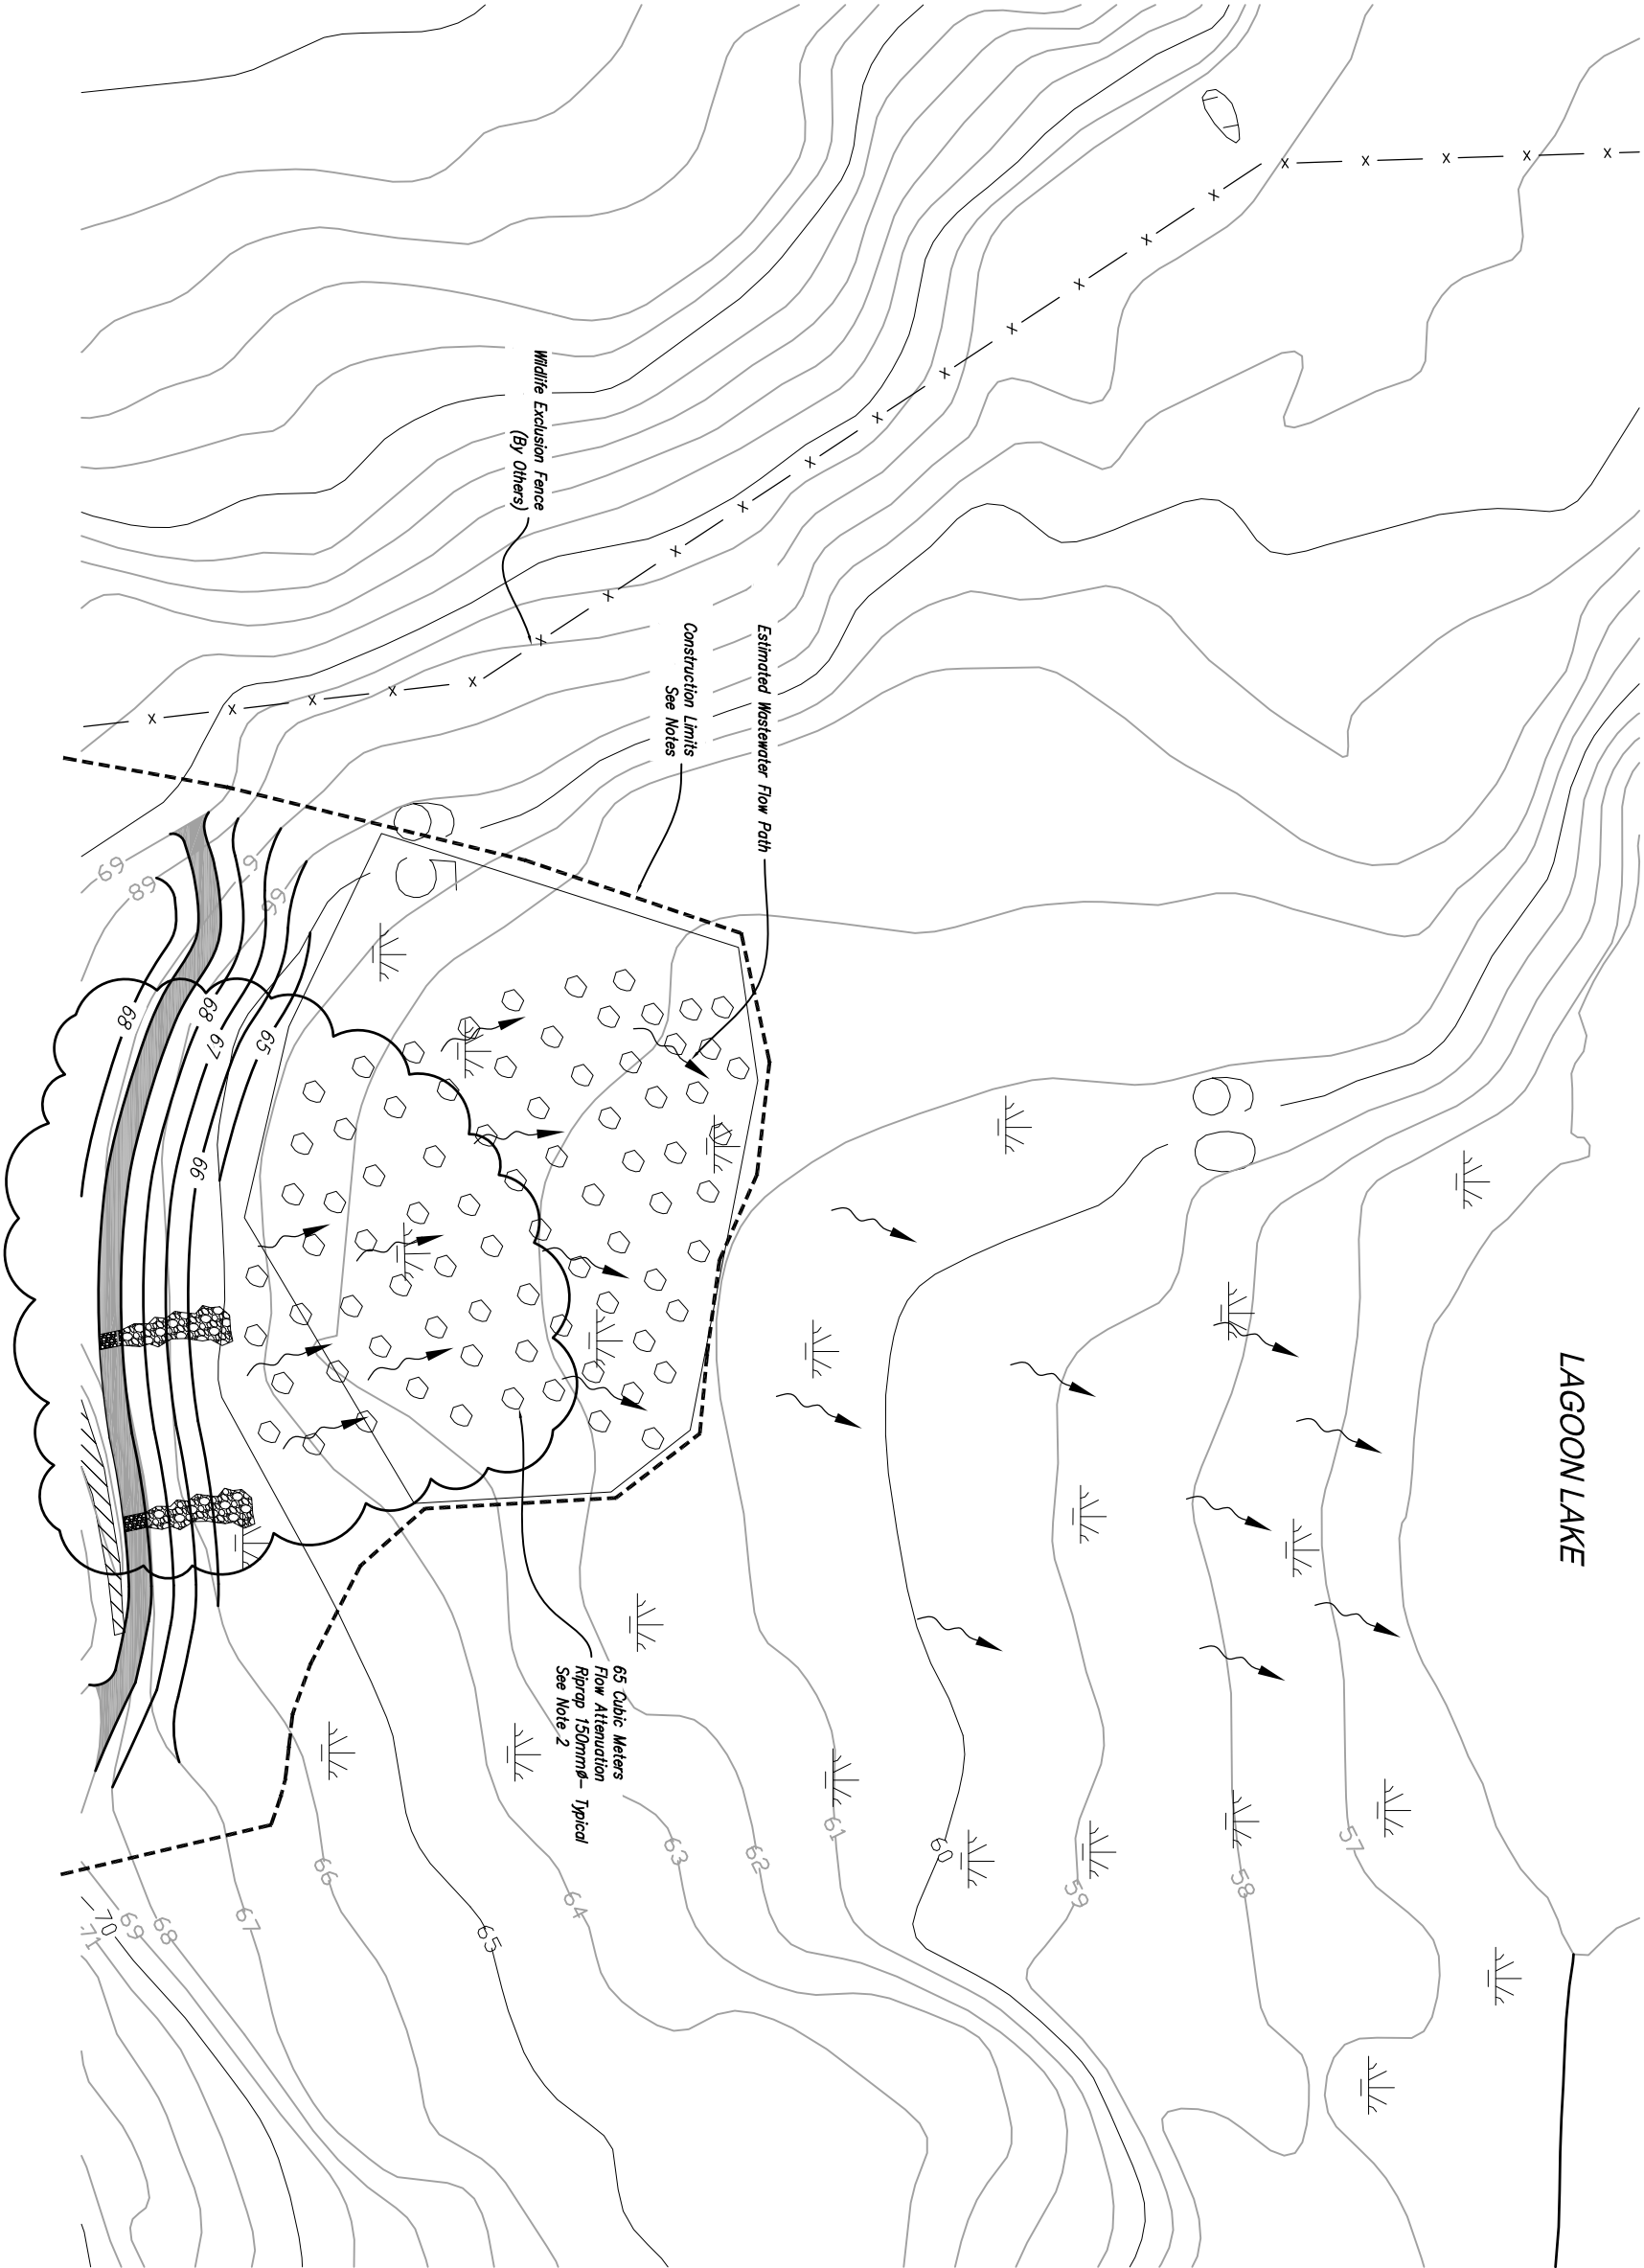 LAGOON LAKE
Wildlife Exclusion Fence
(By Others)
Estimated Wastewater Flow Path
Construction Limits
See Notes
65 Cubic Meters
Flow Attenuation
Riprap 150mmØ- Typical
See Note 2
65
60
69
68
66
68
68
67
65
66
57
58
59
60
61
62
63
64
65
66
67
68
69
70
71